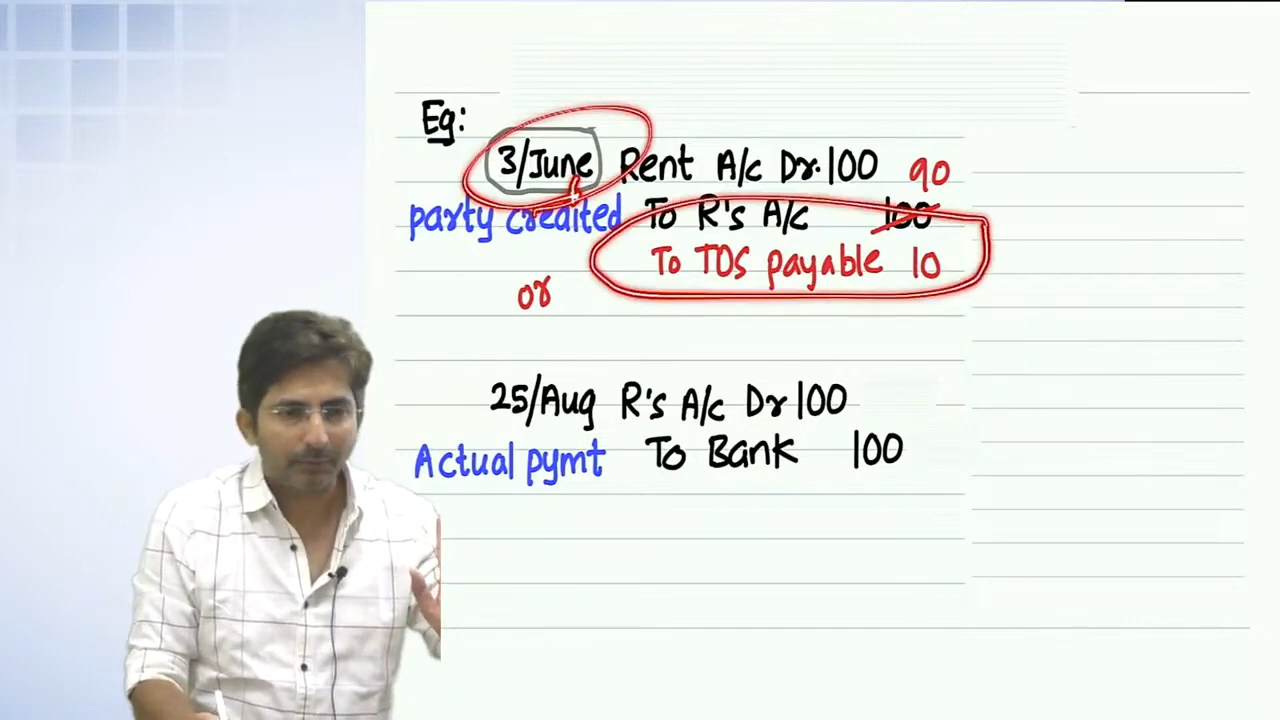 Eg:
3/June Rent A/c Dr. 100 90
party credited To R's A/c 100
To TDS payable 10
or
25/Aug R's A/c Dr 100
Actual pymt To Bank 100